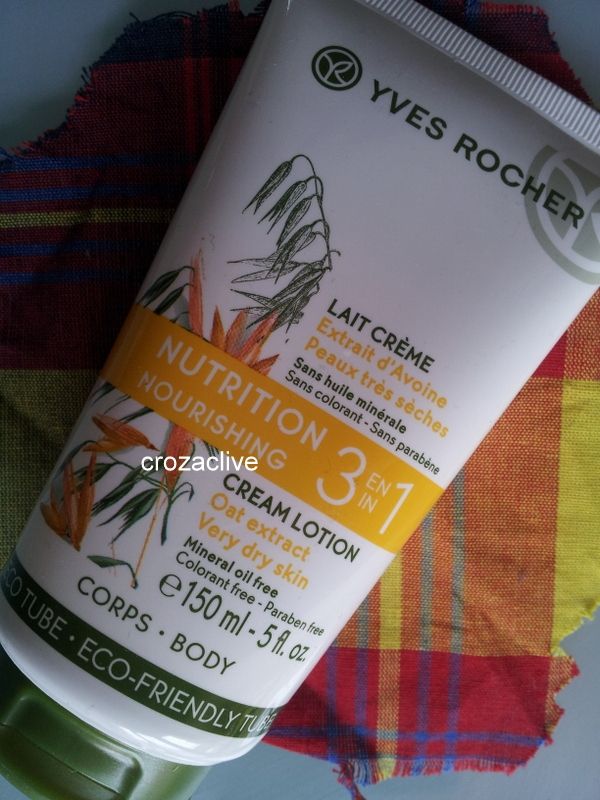 YVES ROCHER
LAIT CRÈME
Extrait d'Avoine
Peaux très sèches
Sans huile minérale
Sans colorant - Sans parabène
NUTRITION
NOURISHING
3 EN IN 1
crozaclive
CREAM LOTION
Oat extract
Very dry skin
Mineral oil free
Colorant free - Paraben free
e 150 ml - 5 fl. oz.
CORPS • BODY
ECO TUBE • ECO-FRIENDLY TUBE